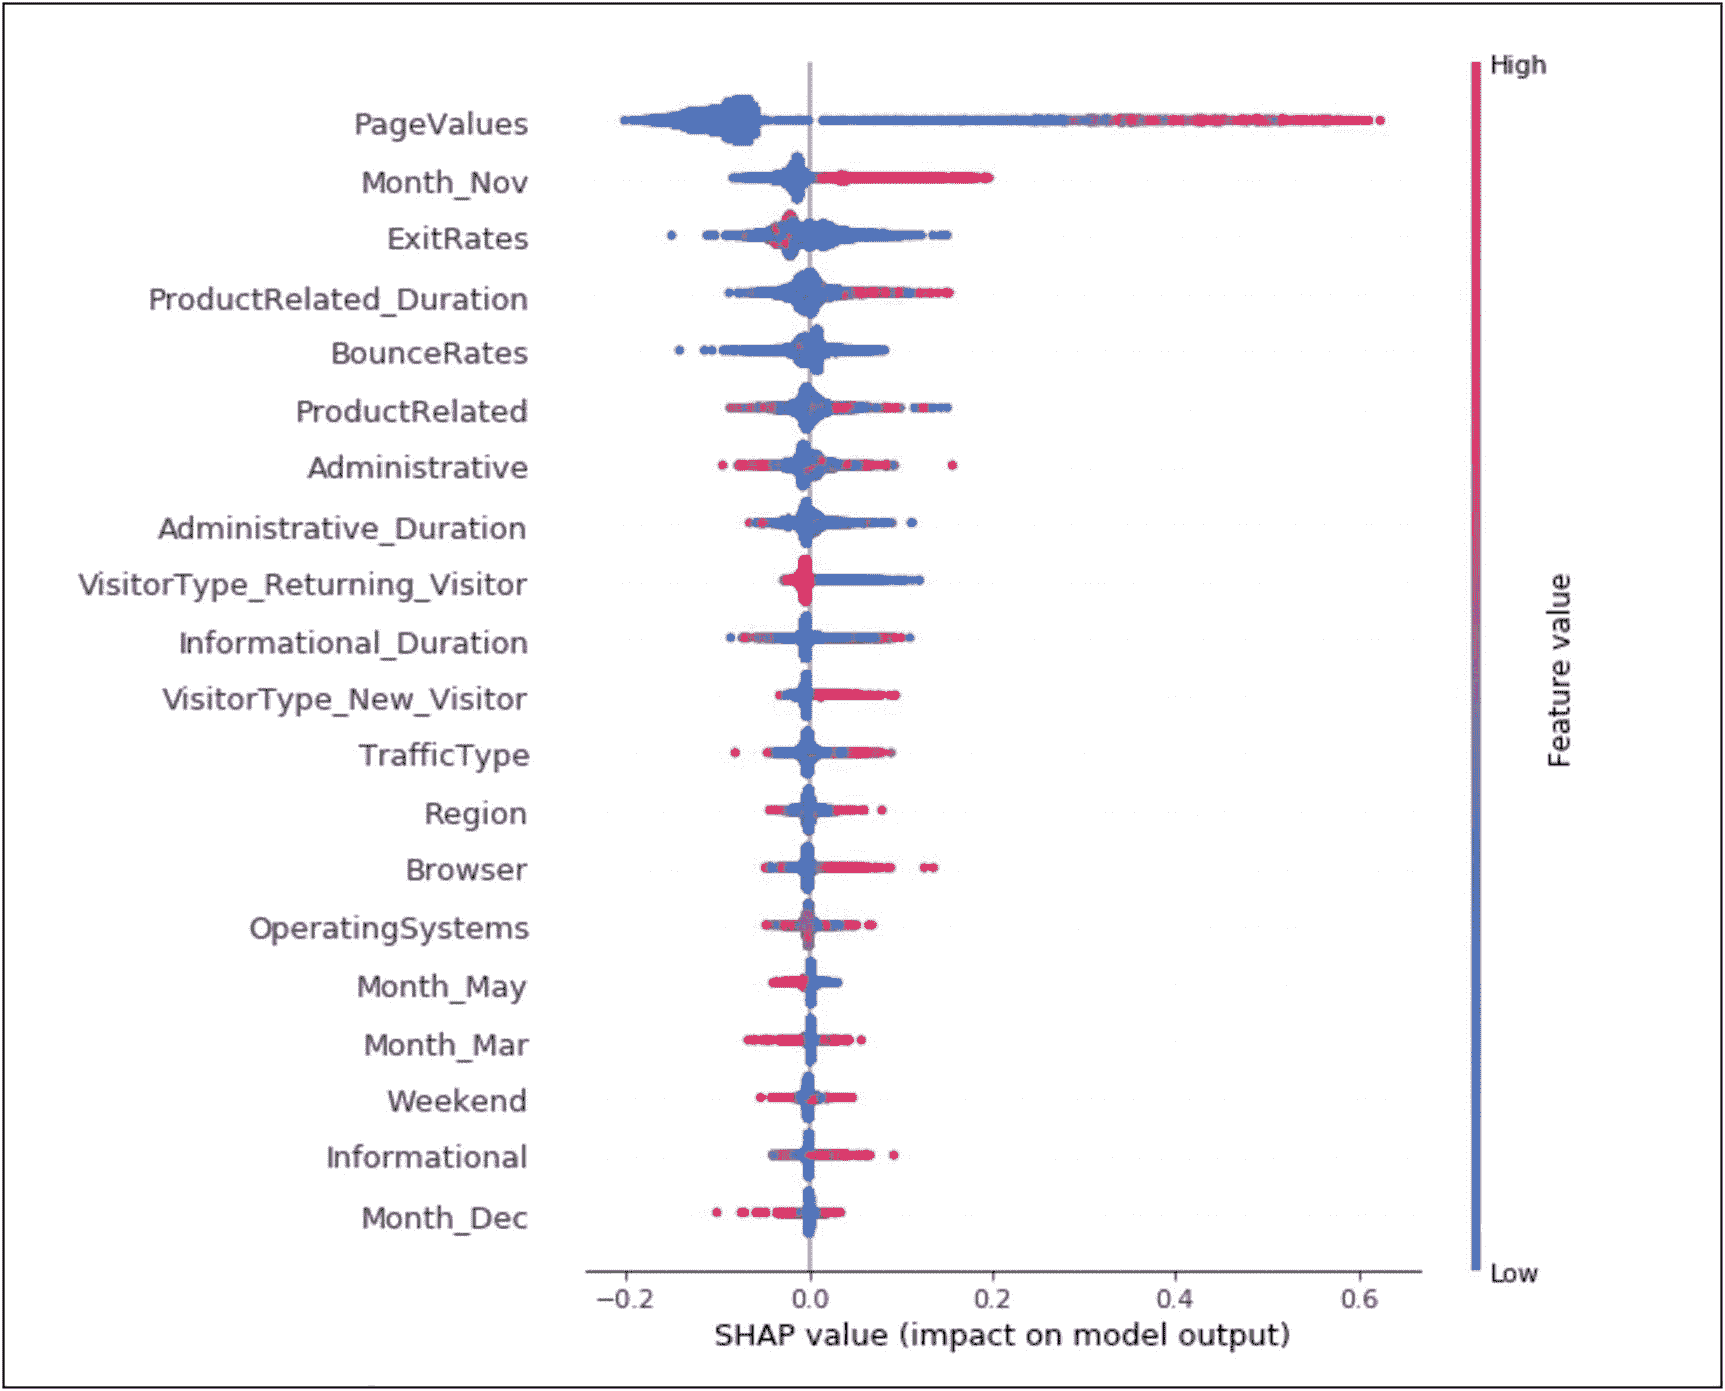 High
PageValues
Month_Nov
ExitRates
ProductRelated_Duration
BounceRates
ProductRelated
Administrative
Administrative_Duration
VisitorType_Returning_Visitor
Informational_Duration
VisitorType_New_Visitor
TrafficType
Region
Browser
OperatingSystems
Month_May
Month_Mar
Weekend
Informational
Month_Dec
Feature value
Low
−0.2 0.0 0.2 0.4 0.6
SHAP value (impact on model output)